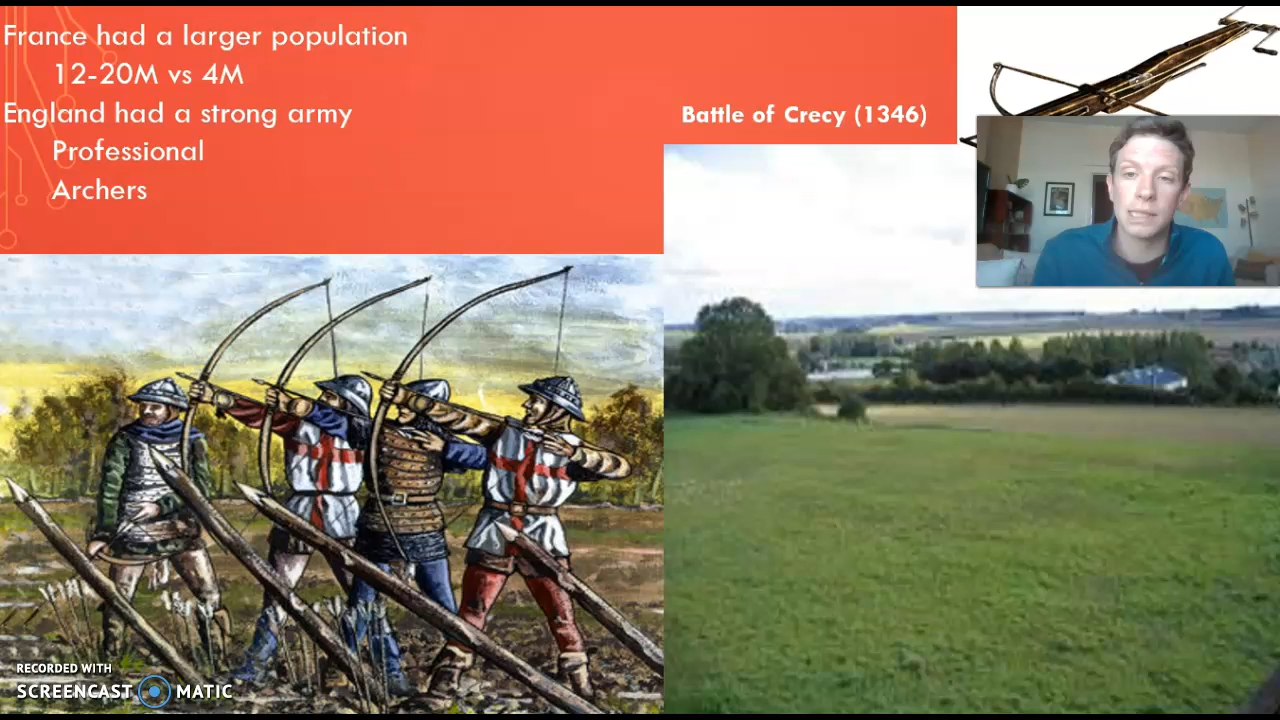 France had a larger population
12-20M vs 4M
England had a strong army
Professional
Archers
Battle of Crecy (1346)
RECORDED WITH
SCREENCAST MATIC